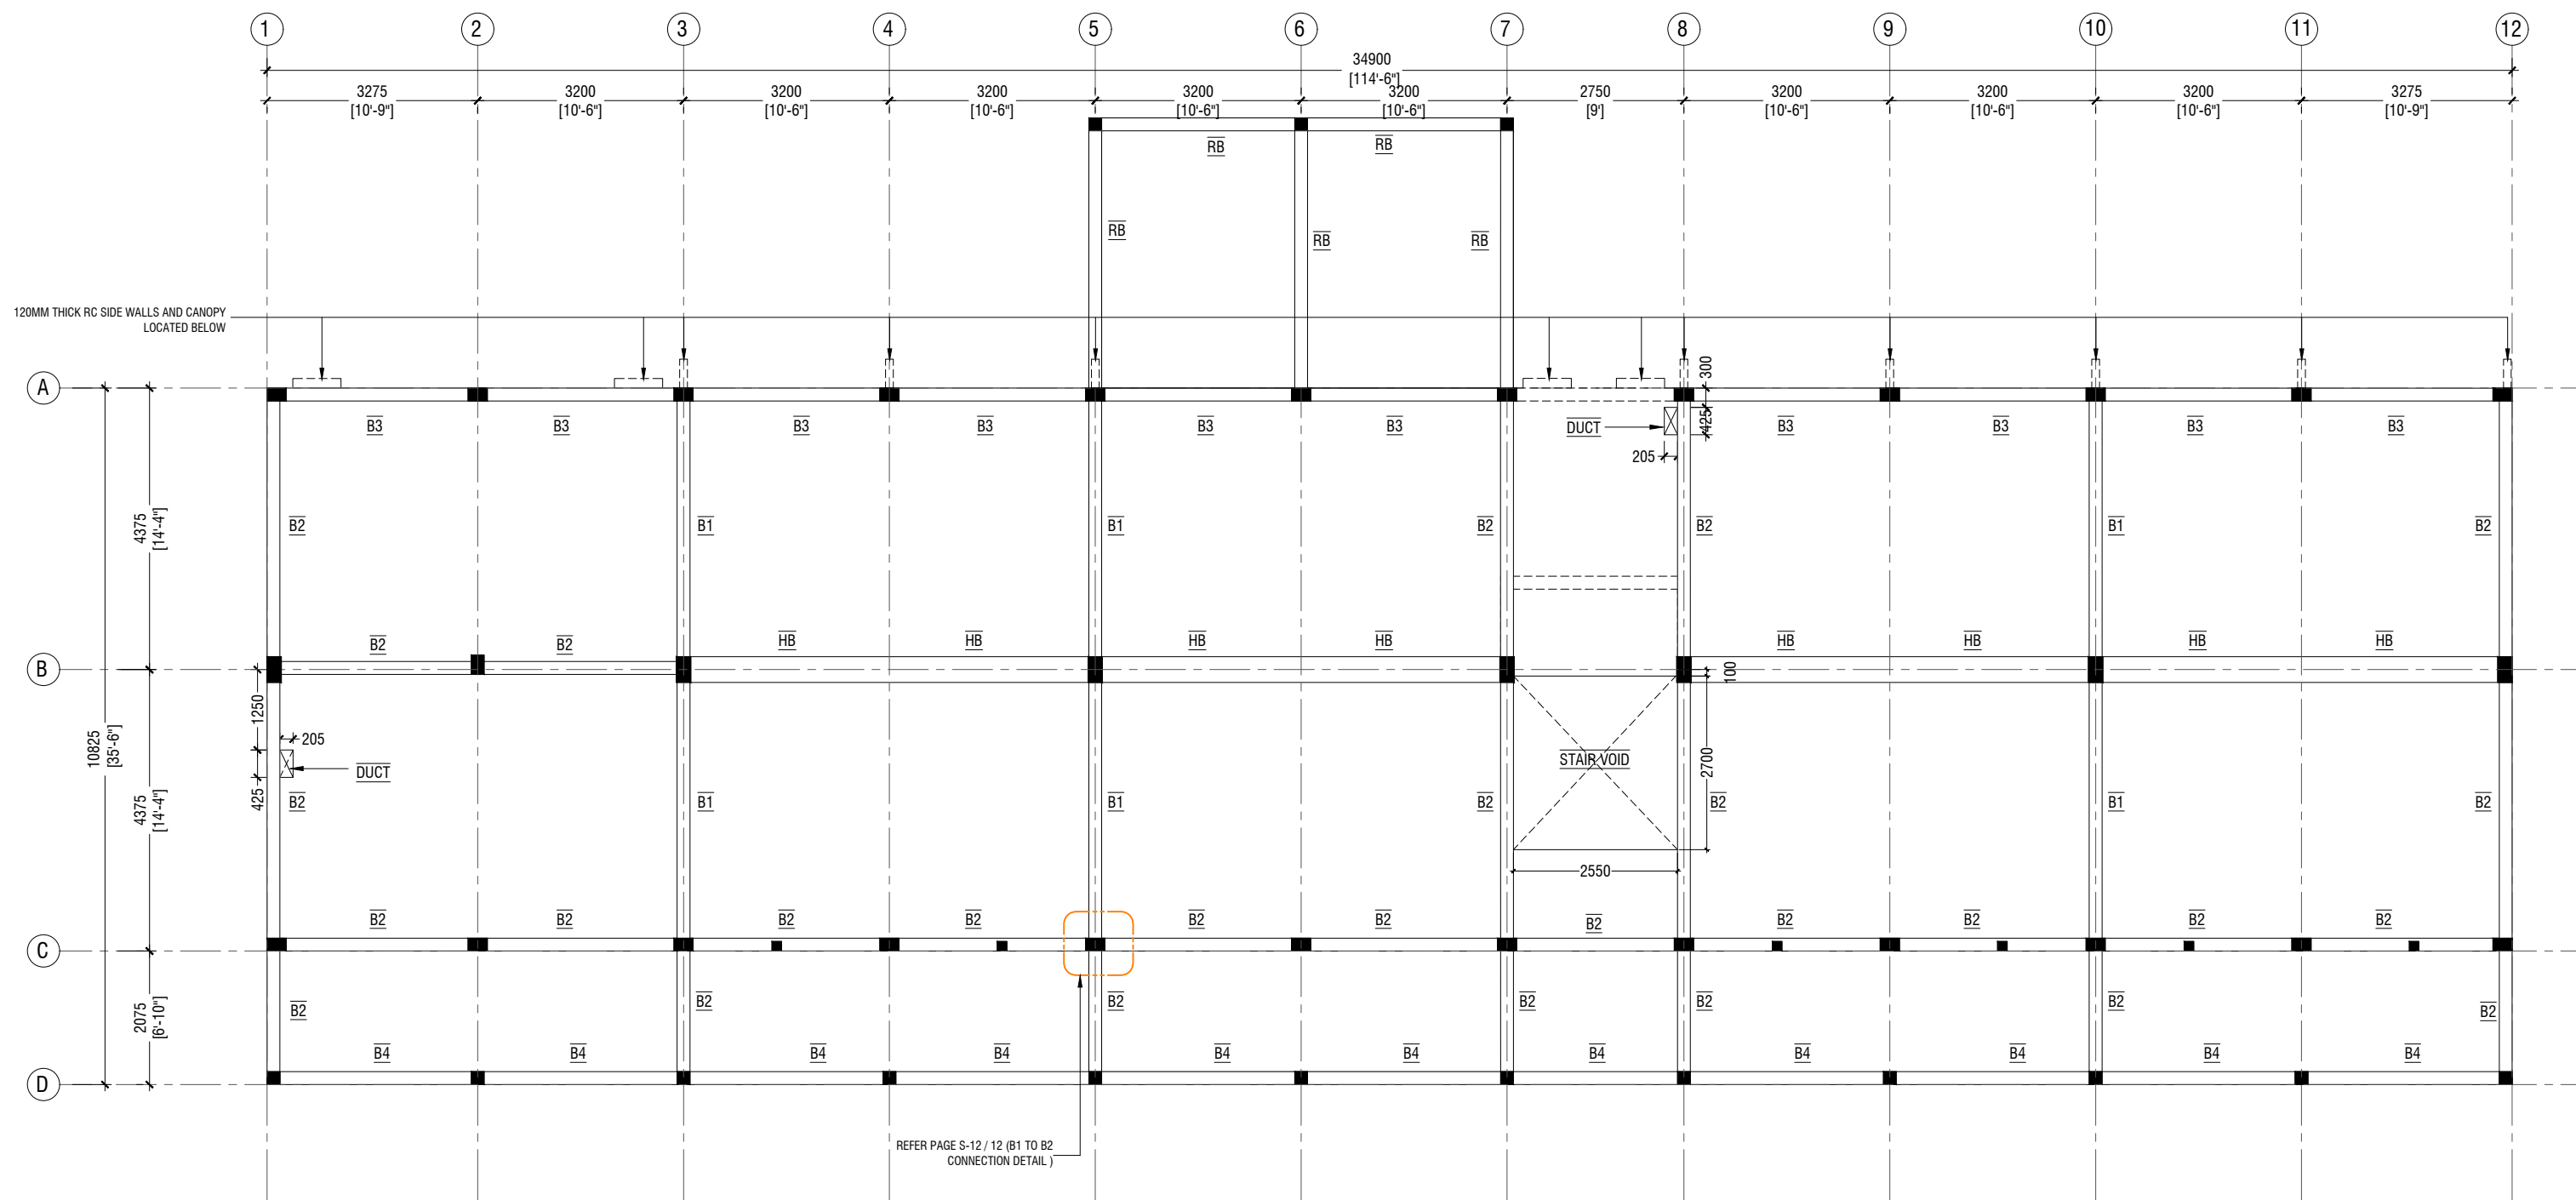 1 2 3 4 5 6 7 8 9 10 11 12
34900
[114'-6"]
3275 3200 3200 3200 3200 3200 2750 3200 3200 3200 3275
[10'-9"] [10'-6"] [10'-6"] [10'-6"] [10'-6"] [10'-6"] [9'] [10'-6"] [10'-6"] [10'-6"] [10'-9"]
RB RB
RB RB RB
120MM THICK RC SIDE WALLS AND CANOPY
LOCATED BELOW
300
A
B3 B3 B3 B3 B3 B3 DUCT 425 B3 B3 B3 B3
205
4375
[14'-4"]
B2 B1 B1 B2 B2 B1 B2
B2 B2 HB HB HB HB HB HB HB HB
B
100
1250
205
10825
[35'-6"]
DUCT
STAIR VOID
2700
425
4375
[14'-4"]
B2 B1 B1 B2 B2 B1 B2
2550
B2 B2 B2 B2 B2 B2 B2 B2 B2 B2 B2
C
2075
[6'-10"]
B2 B2 B2 B2 B2 B2 B2
B4 B4 B4 B4 B4 B4 B4 B4 B4 B4 B4
D
REFER PAGE S-12 / 12 (B1 TO B2
CONNECTION DETAIL )